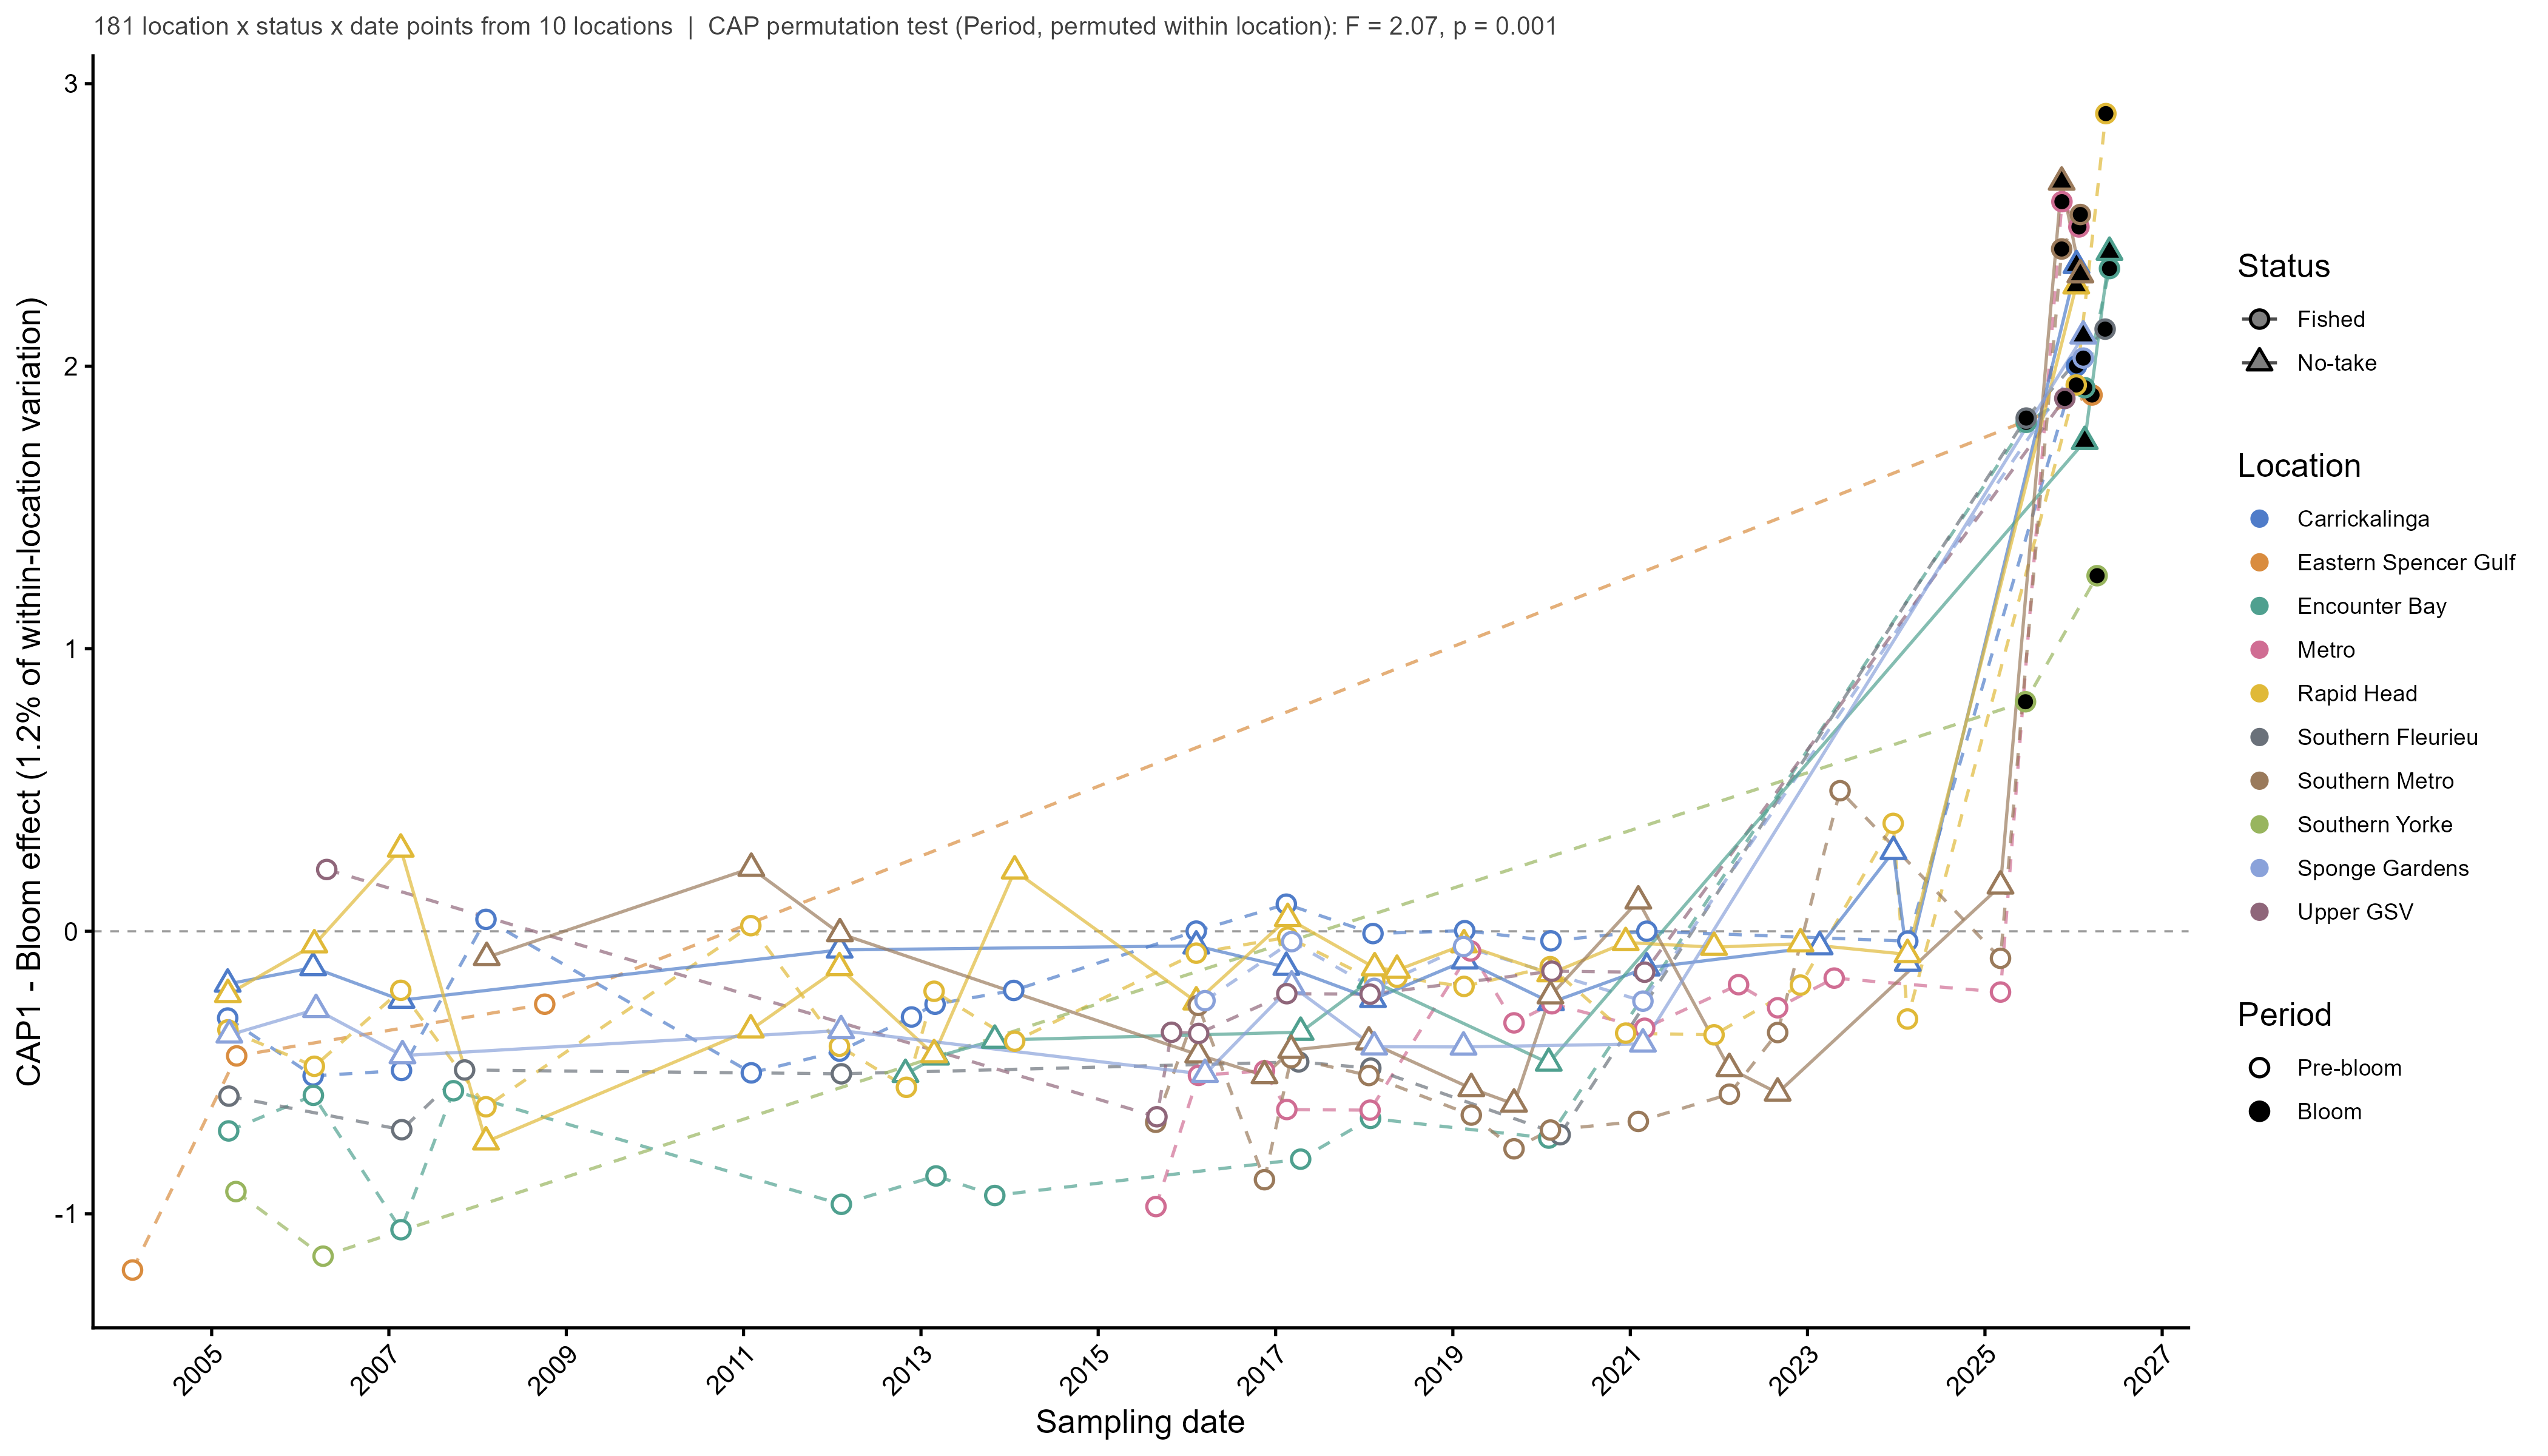 181 location x status x date points from 10 locations | CAP permutation test (Period, permuted within location): F = 2.07, p = 0.001
CAP1 - Bloom effect (1.2% of within-location variation)
3
2
1
0
-1
2005
2007
2009
2011
2013
2015
2017
2019
2021
2023
2025
2027
Sampling date
Status
Fished
No-take
Location
Carrickalinga
Eastern Spencer Gulf
Encounter Bay
Metro
Rapid Head
Southern Fleurieu
Southern Metro
Southern Yorke
Sponge Gardens
Upper GSV
Period
Pre-bloom
Bloom